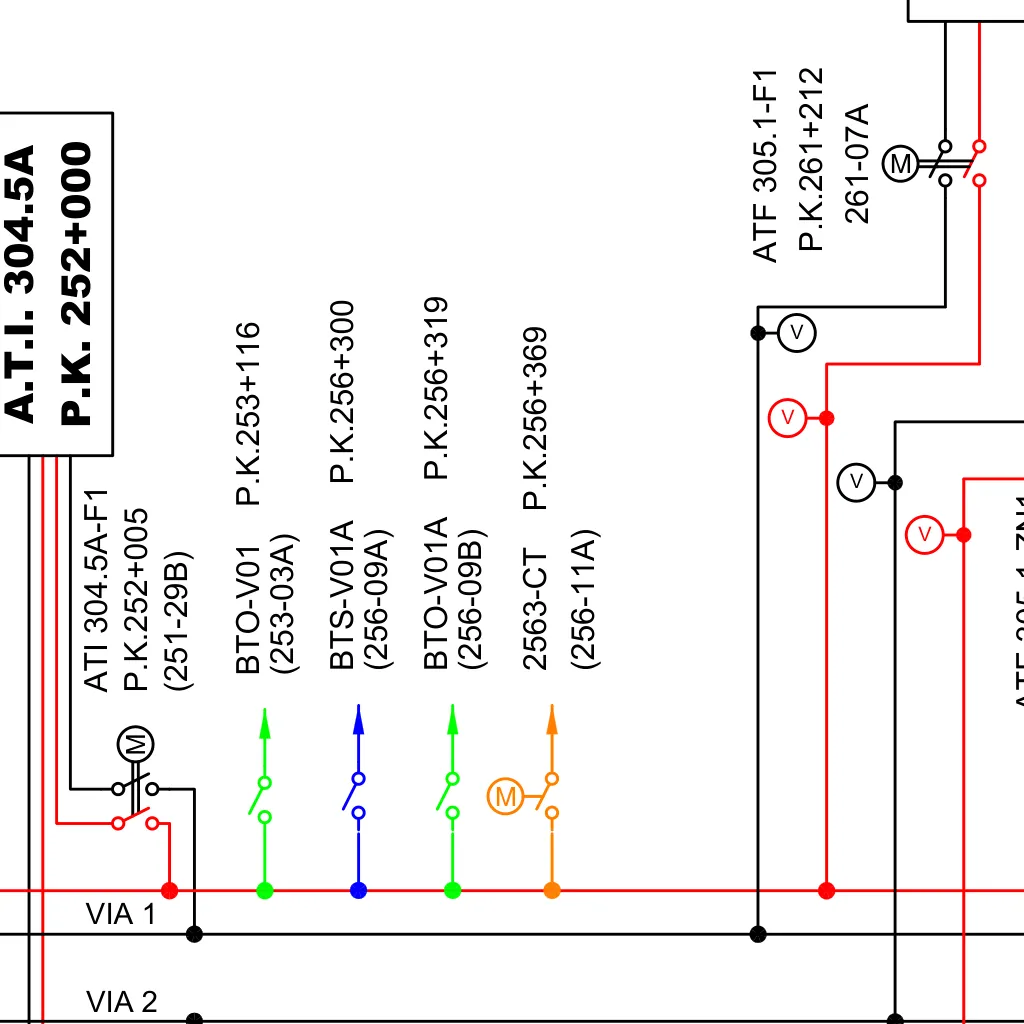 A.T.I. 304.5A
P.K. 252+000
ATI 304.5A-F1
P.K.252+005
(251-29B)
M
BTO-V01 P.K.253+116
(253-03A)
BTS-V01A P.K.256+300
(256-09A)
BTO-V01A P.K.256+319
(256-09B)
2563-CT P.K.256+369
(256-11A)
M
ATF 305.1-F1
P.K.261+212
261-07A
M
V
V
V
V
VIA 1
VIA 2